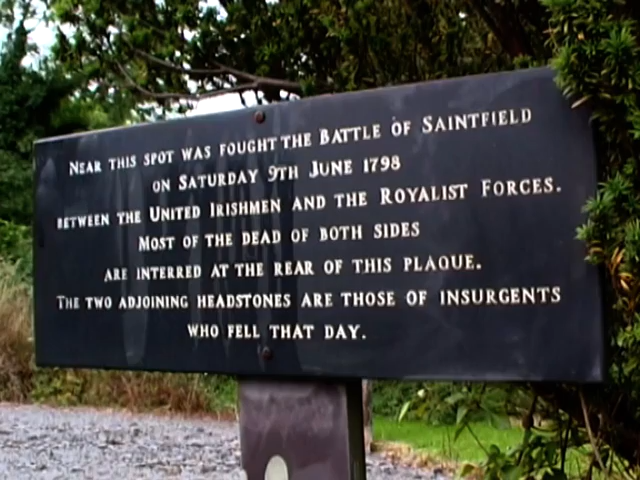 Near this spot was fought the Battle of Saintfield
on Saturday 9th June 1798
between the United Irishmen and the Royalist Forces.
Most of the dead of both sides
are interred at the rear of this plaque.
The two adjoining headstones are those of insurgents
who fell that day.